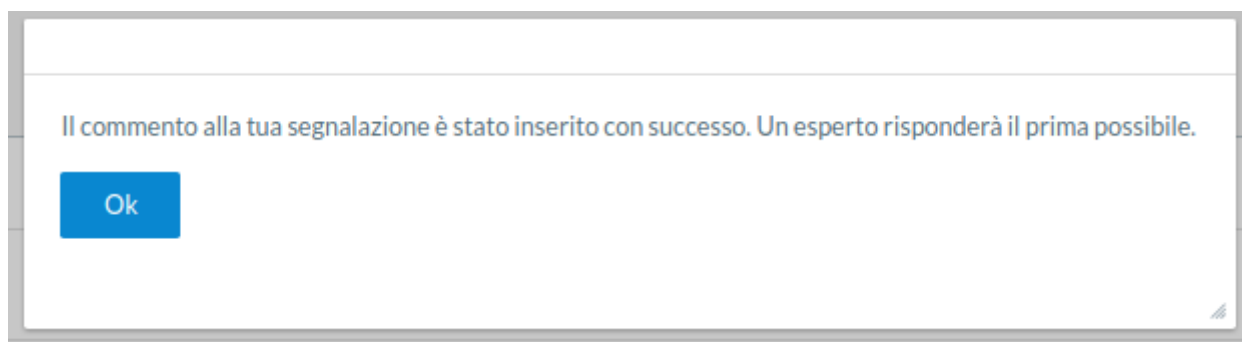 Il commento alla tua segnalazione è stato inserito con successo. Un esperto risponderà il prima possibile.
Ok